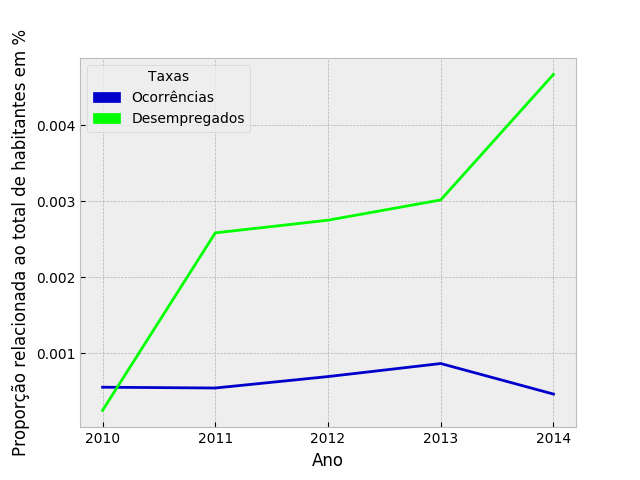 Proporção relacionada ao total de habitantes em %
Taxas
Ocorrências
Desempregados
0.004
0.003
0.002
0.001
2010 2011 2012 2013 2014
Ano